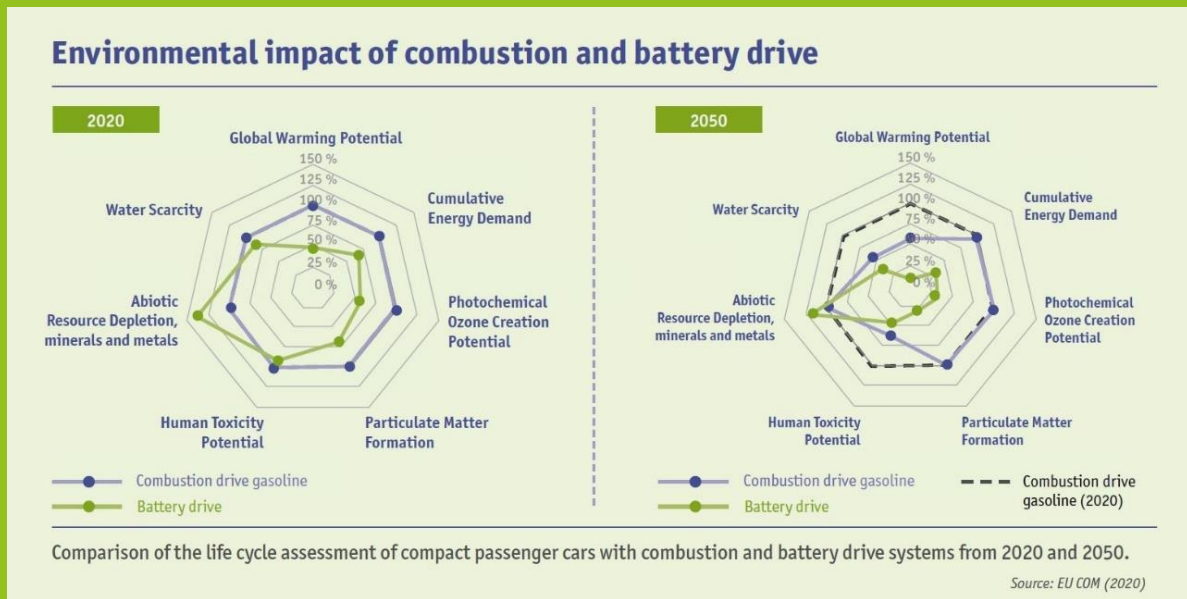 Environmental impact of combustion and battery drive
2020
Global Warming Potential
150 %
125 %
100 %
75 %
50 %
25 %
0 %
Cumulative
Energy Demand
Photochemical
Ozone Creation
Potential
Particulate Matter
Formation
Human Toxicity
Potential
Abiotic
Resource Depletion,
minerals and metals
Water Scarcity
Combustion drive gasoline
Battery drive
2050
Global Warming Potential
150 %
125 %
100 %
75 %
50 %
25 %
0 %
Cumulative
Energy Demand
Photochemical
Ozone Creation
Potential
Particulate Matter
Formation
Human Toxicity
Potential
Abiotic
Resource Depletion,
minerals and metals
Water Scarcity
Combustion drive gasoline
Battery drive
Combustion drive
gasoline (2020)
Comparison of the life cycle assessment of compact passenger cars with combustion and battery drive systems from 2020 and 2050.
Source: EU COM (2020)